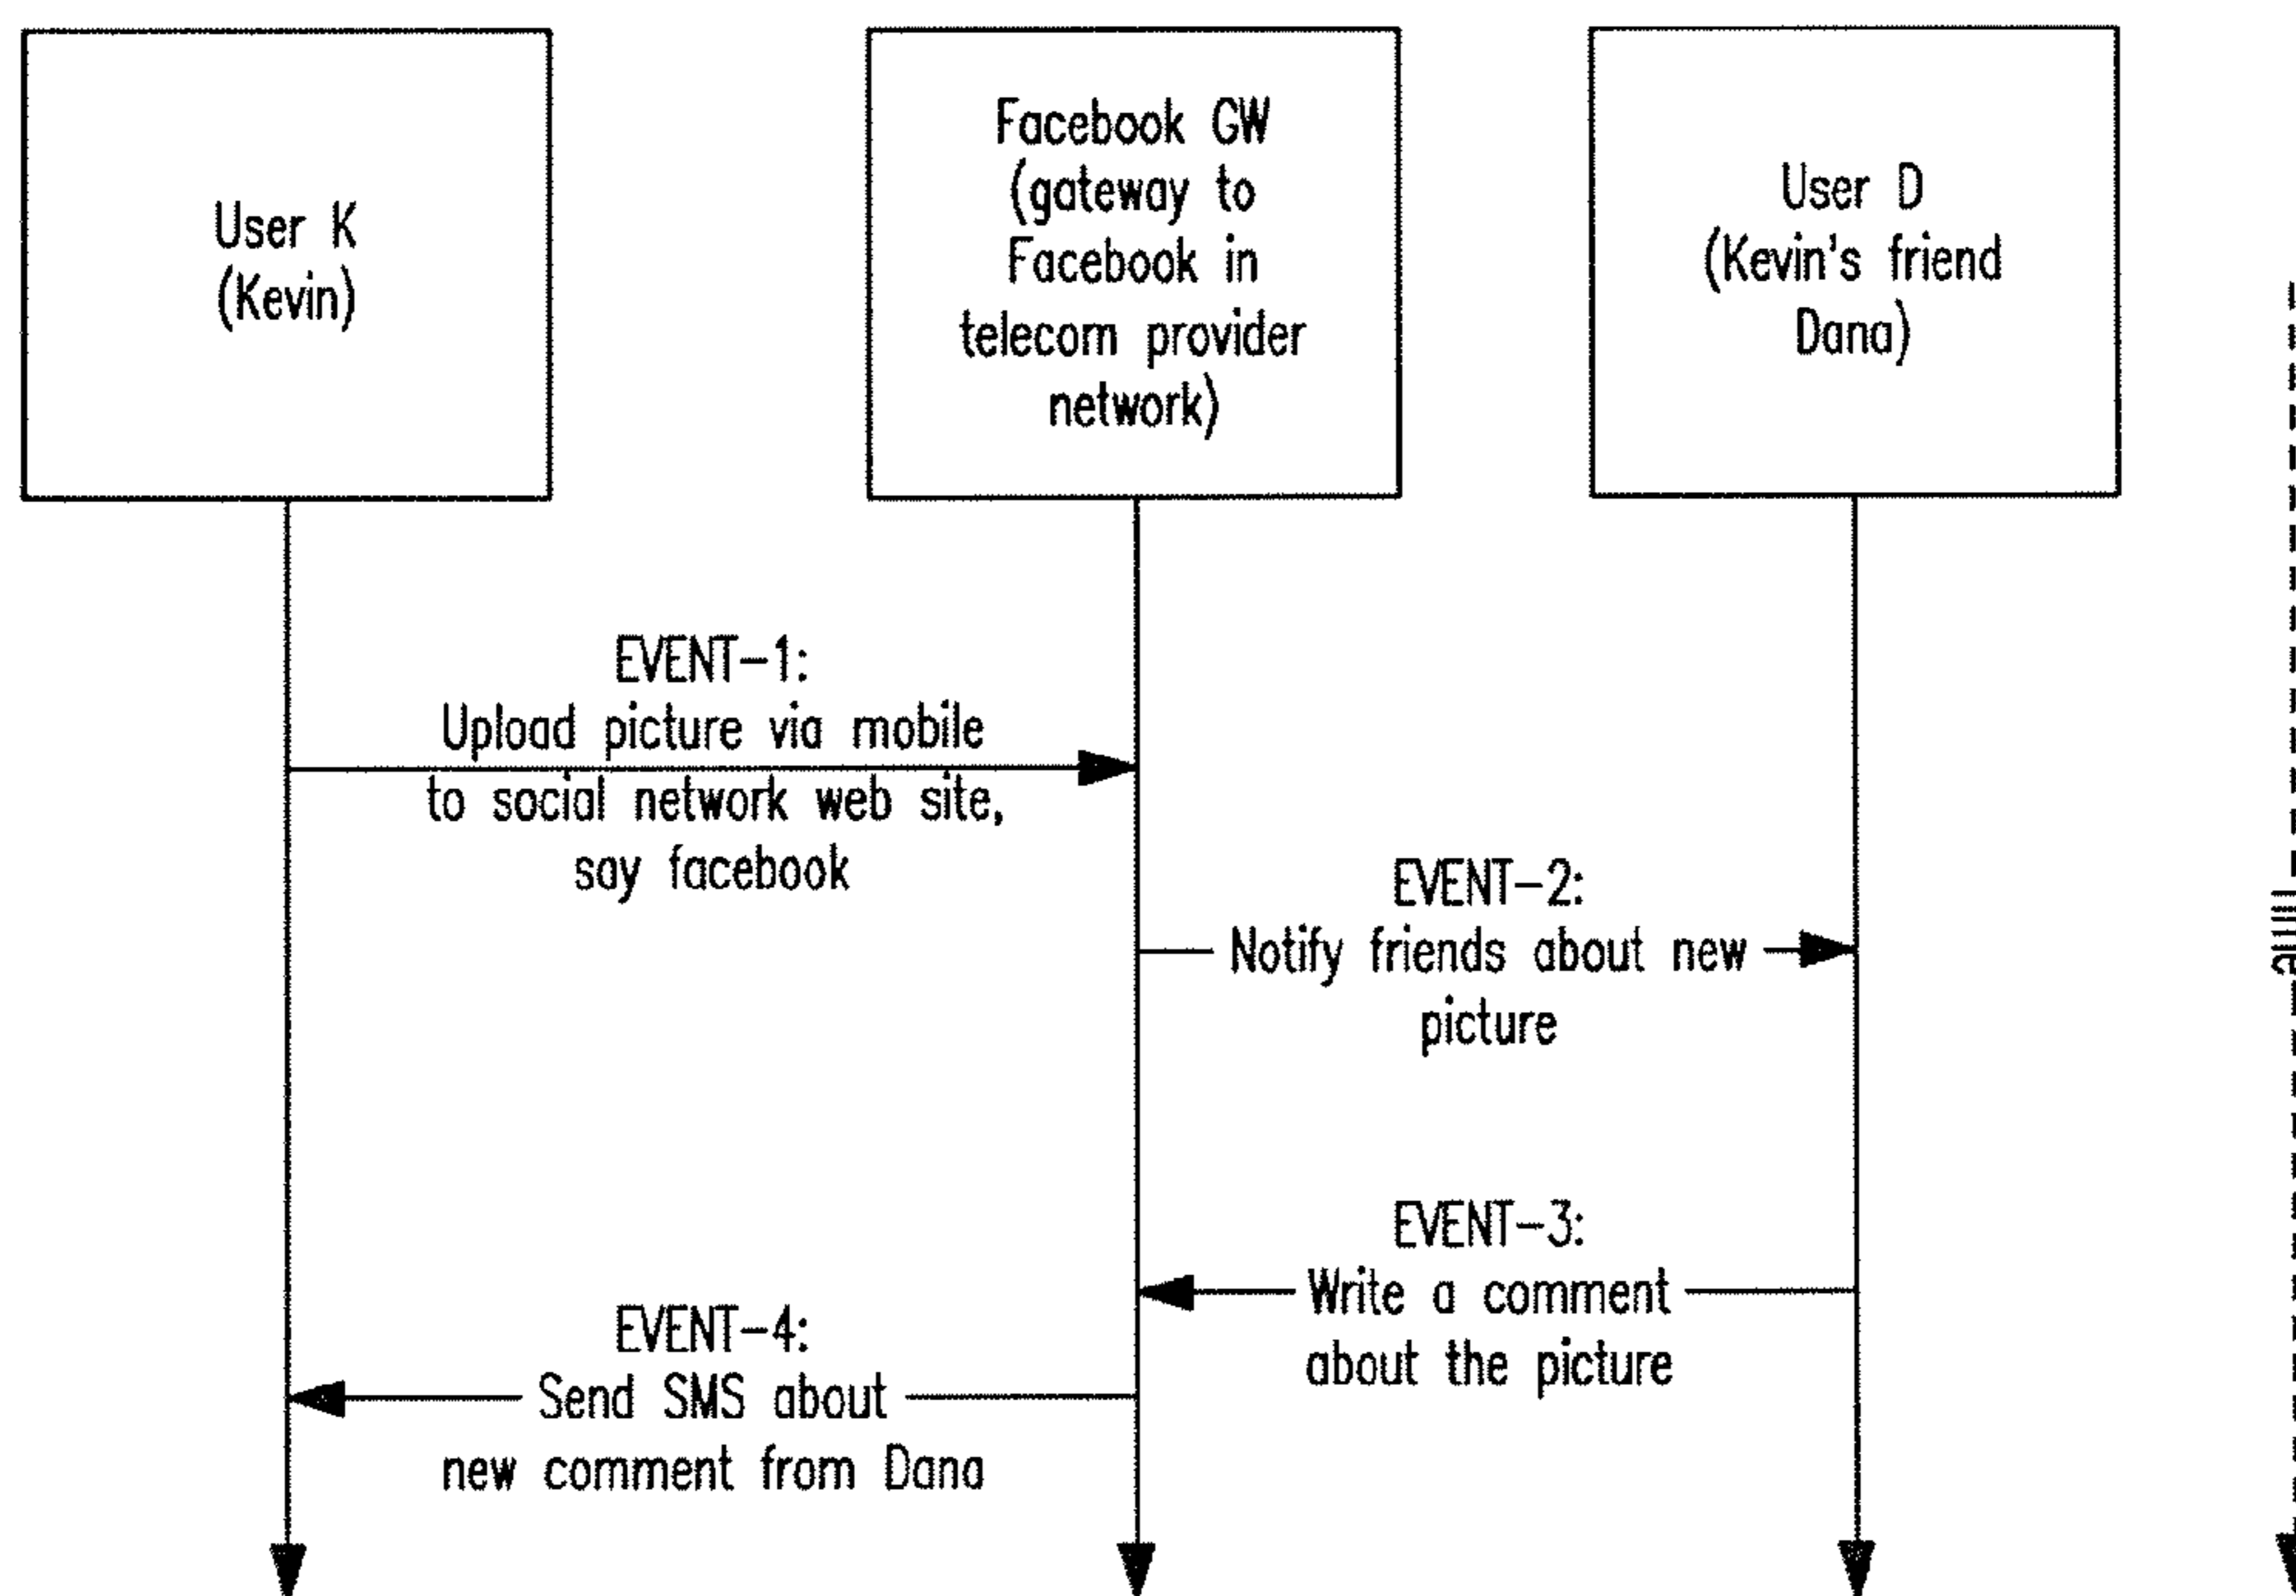 User K
(Kevin)
Facebook GW
(gateway to
Facebook in
telecom provider
network)
User D
(Kevin's friend
Dana)
EVENT-1:
Upload picture via mobile
to social network web site,
say facebook
EVENT-2:
Notify friends about new
picture
EVENT-3:
Write a comment
about the picture
EVENT-4:
Send SMS about
new comment from Dana